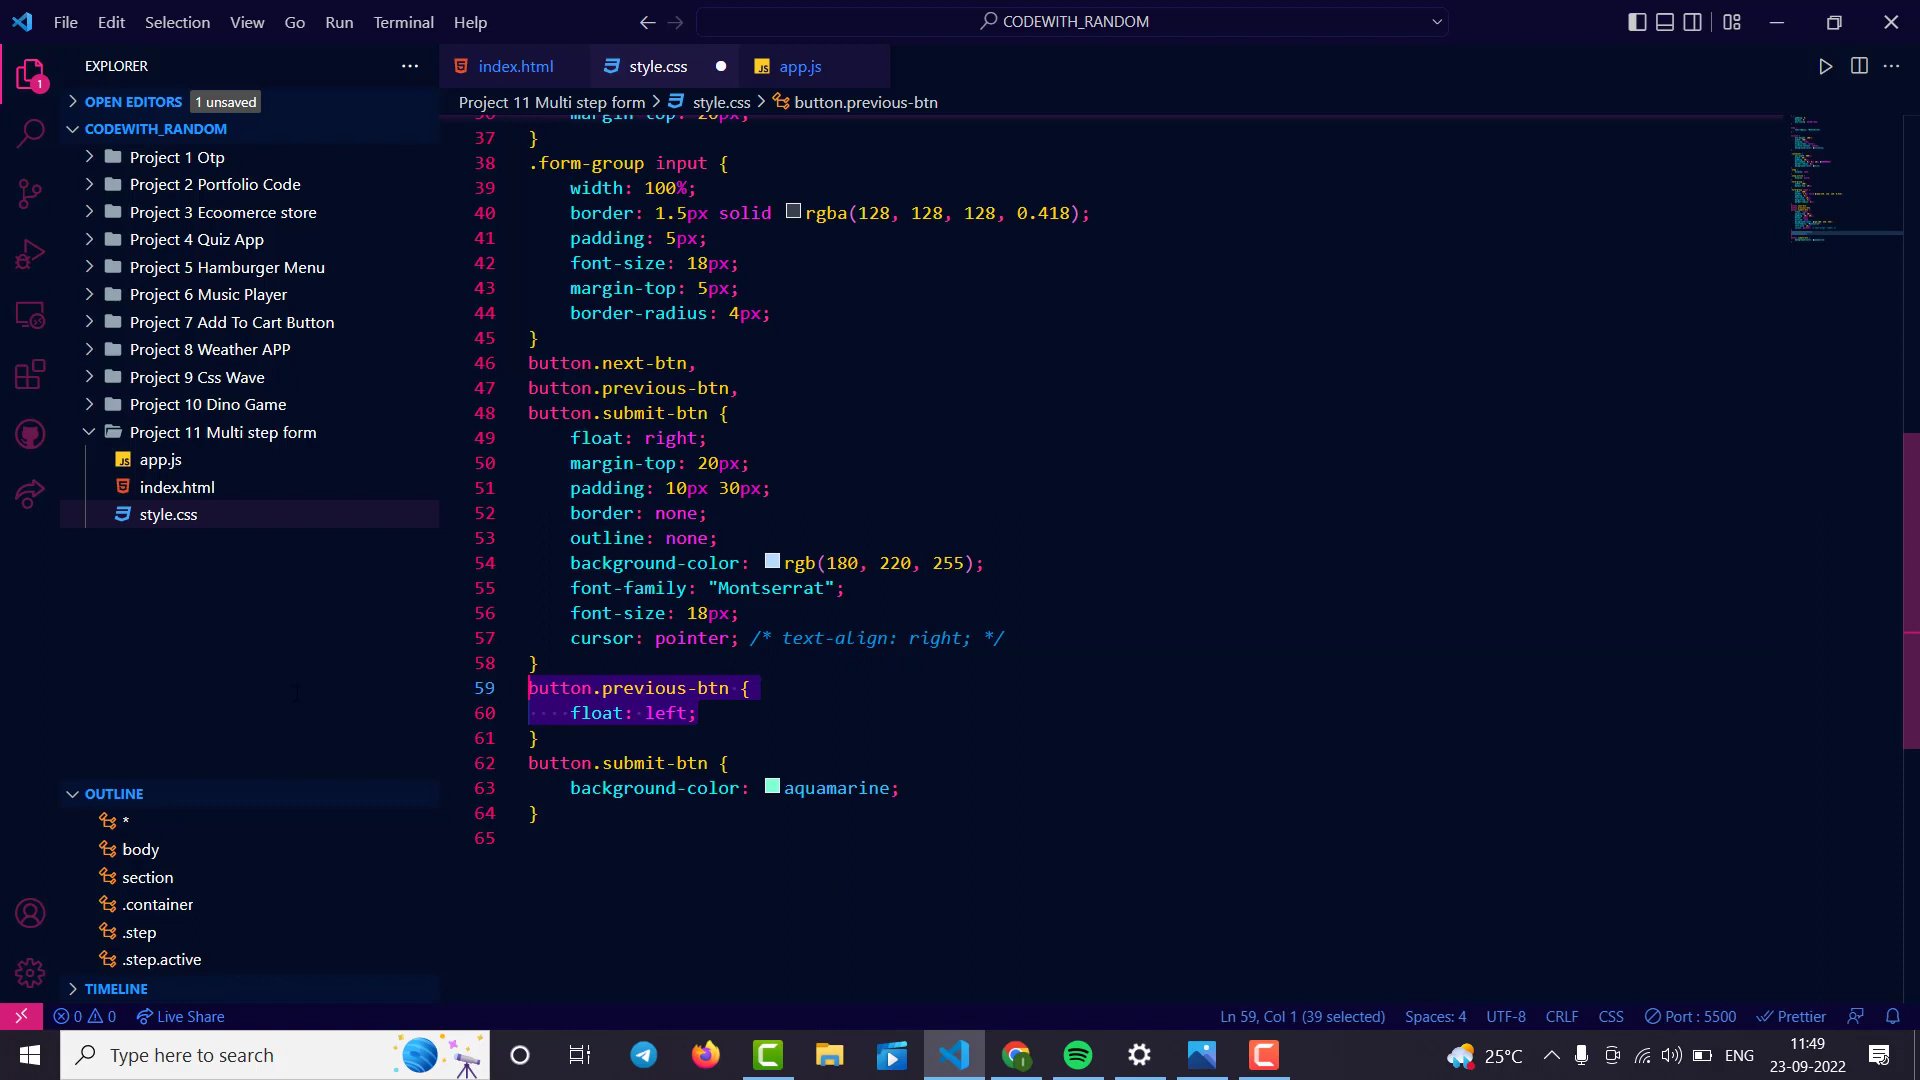 File Edit Selection View Go Run Terminal Help
CODEWITH_RANDOM
EXPLORER
1
OPEN EDITORS 1 unsaved
CODEWITH_RANDOM
Project 1 Otp
Project 2 Portfolio Code
Project 3 Ecoomerce store
Project 4 Quiz App
Project 5 Hamburger Menu
Project 6 Music Player
Project 7 Add To Cart Button
Project 8 Weather APP
Project 9 Css Wave
Project 10 Dino Game
Project 11 Multi step form
JS app.js
index.html
style.css
OUTLINE
*
body
section
.container
.step
.step.active
TIMELINE
index.html style.css JS app.js
Project 11 Multi step form > style.css > button.previous-btn
36 margin-top: 20px;
37 }
38 .form-group input {
39 width: 100%;
40 border: 1.5px solid rgba(128, 128, 128, 0.418);
41 padding: 5px;
42 font-size: 18px;
43 margin-top: 5px;
44 border-radius: 4px;
45 }
46 button.next-btn,
47 button.previous-btn,
48 button.submit-btn {
49 float: right;
50 margin-top: 20px;
51 padding: 10px 30px;
52 border: none;
53 outline: none;
54 background-color: rgb(180, 220, 255);
55 font-family: "Montserrat";
56 font-size: 18px;
57 cursor: pointer; /* text-align: right; */
58 }
59 button.previous-btn {
60 float: left;
61 }
62 button.submit-btn {
63 background-color: aquamarine;
64 }
65
0 0 Live Share
Ln 59, Col 1 (39 selected) Spaces: 4 UTF-8 CRLF CSS Port : 5500 Prettier
Type here to search
25°C ENG
11:49
23-09-2022